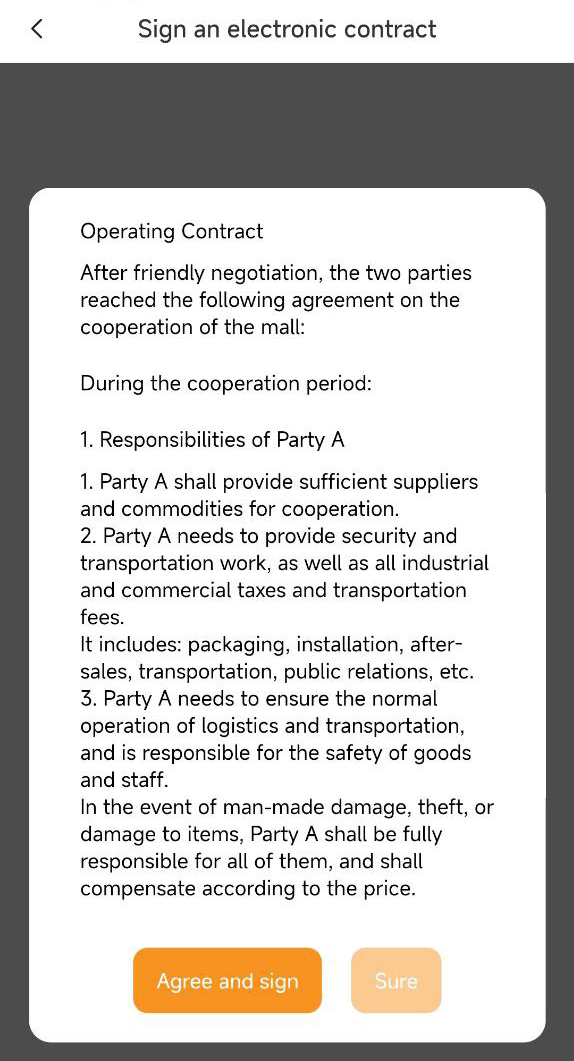 Sign an electronic contract
Operating Contract
After friendly negotiation, the two parties
reached the following agreement on the
cooperation of the mall:
During the cooperation period:
1. Responsibilities of Party A
1. Party A shall provide sufficient suppliers
and commodities for cooperation.
2. Party A needs to provide security and
transportation work, as well as all industrial
and commercial taxes and transportation
fees.
It includes: packaging, installation, after-
sales, transportation, public relations, etc.
3. Party A needs to ensure the normal
operation of logistics and transportation,
and is responsible for the safety of goods
and staff.
In the event of man-made damage, theft, or
damage to items, Party A shall be fully
responsible for all of them, and shall
compensate according to the price.
Agree and sign
Sure